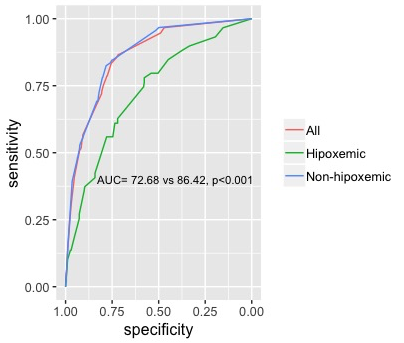 1.00
0.75
0.50
0.25
0.00
sensitivity
AUC= 72.68 vs 86.42, p<0.001
1.00 0.75 0.50 0.25 0.00
specificity
All
Hipoxemic
Non-hipoxemic